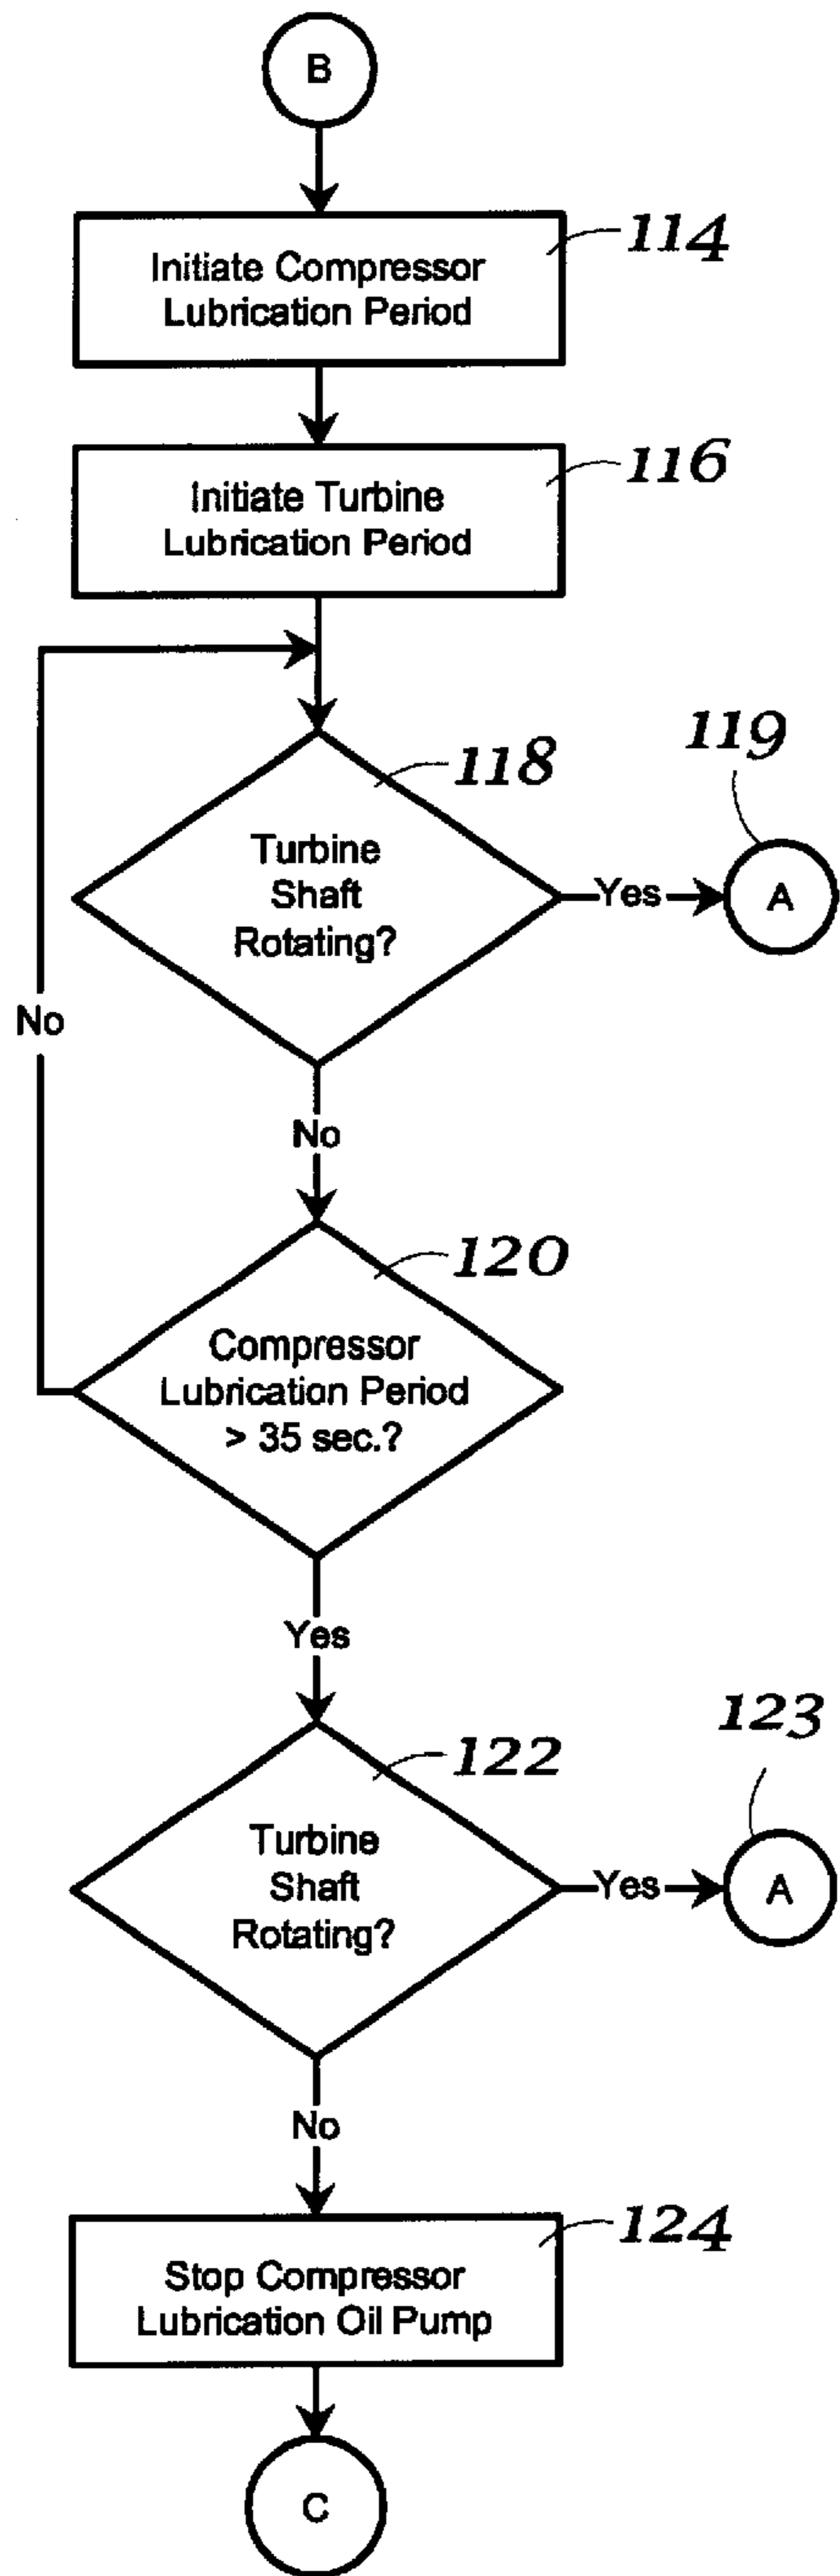 B
Initiate Compressor
Lubrication Period
114
Initiate Turbine
Lubrication Period
116
118
119
Turbine
Shaft
Rotating?
Yes
A
No
No
120
Compressor
Lubrication Period
> 35 sec.?
Yes
122
123
Turbine
Shaft
Rotating?
Yes
A
No
124
Stop Compressor
Lubrication Oil Pump
C